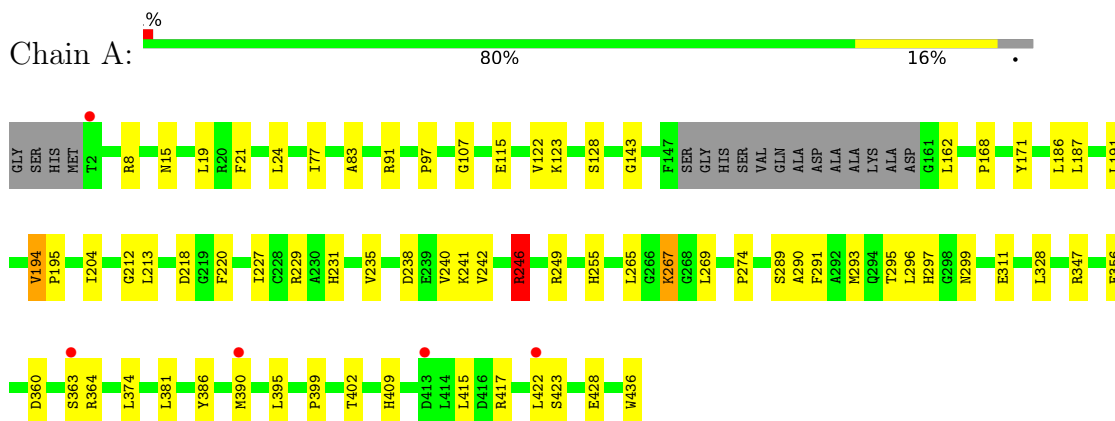 .%
Chain A:
80% 16% .
GLY SER HIS MET T2 R8 N15 L19 R20 F21 L24 I77 A83 R91 P97 G107 E115 V122 K123 S128 G143 F147 SER GLY HIS SER VAL GLN ALA ASP ALA ALA LYS ALA ASP G161 L162 P168 Y171 L186 L187 L191
V194 P195 I204 G212 L213 D218 G219 F220 I227 C228 R229 A230 H231 V235 D238 E239 V240 K241 V242 R246 R249 H255 L265 G266 K267 G268 L269 P274 S289 A290 F291 A292 M293 Q294 T295 L296 H297 G298 N299 E311 L328 R347 E356
D360 S363 R364 L374 L381 Y386 M390 L395 P399 T402 H409 D413 L414 L415 D416 R417 L422 S423 E428 W436